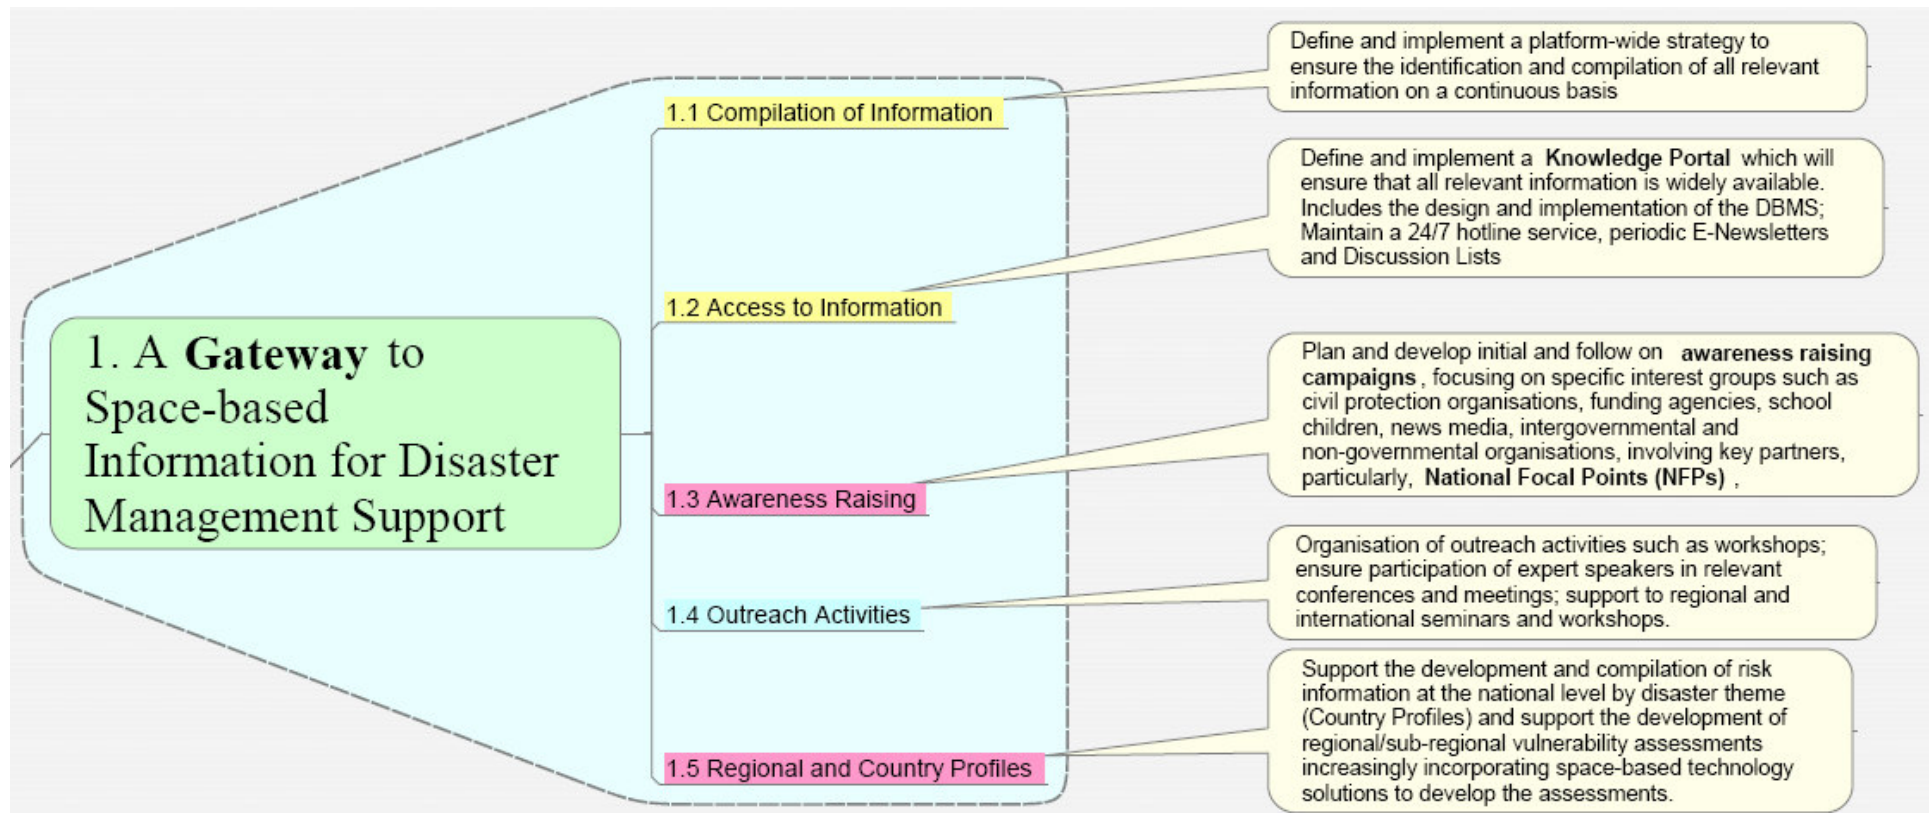 1. A Gateway to
Space-based
Information for Disaster
Management Support
1.1 Compilation of Information
Define and implement a platform-wide strategy to
ensure the identification and compilation of all relevant
information on a continuous basis
1.2 Access to Information
Define and implement a Knowledge Portal which will
ensure that all relevant information is widely available.
Includes the design and implementation of the DBMS;
Maintain a 24/7 hotline service, periodic E-Newsletters
and Discussion Lists
1.3 Awareness Raising
Plan and develop initial and follow on awareness raising
campaigns, focusing on specific interest groups such as
civil protection organisations, funding agencies, school
children, news media, intergovernmental and
non-governmental organisations, involving key partners,
particularly, National Focal Points (NFPs) ,
1.4 Outreach Activities
Organisation of outreach activities such as workshops;
ensure participation of expert speakers in relevant
conferences and meetings; support to regional and
international seminars and workshops.
1.5 Regional and Country Profiles
Support the development and compilation of risk
information at the national level by disaster theme
(Country Profiles) and support the development of
regional/sub-regional vulnerability assessments
increasingly incorporating space-based technology
solutions to develop the assessments.